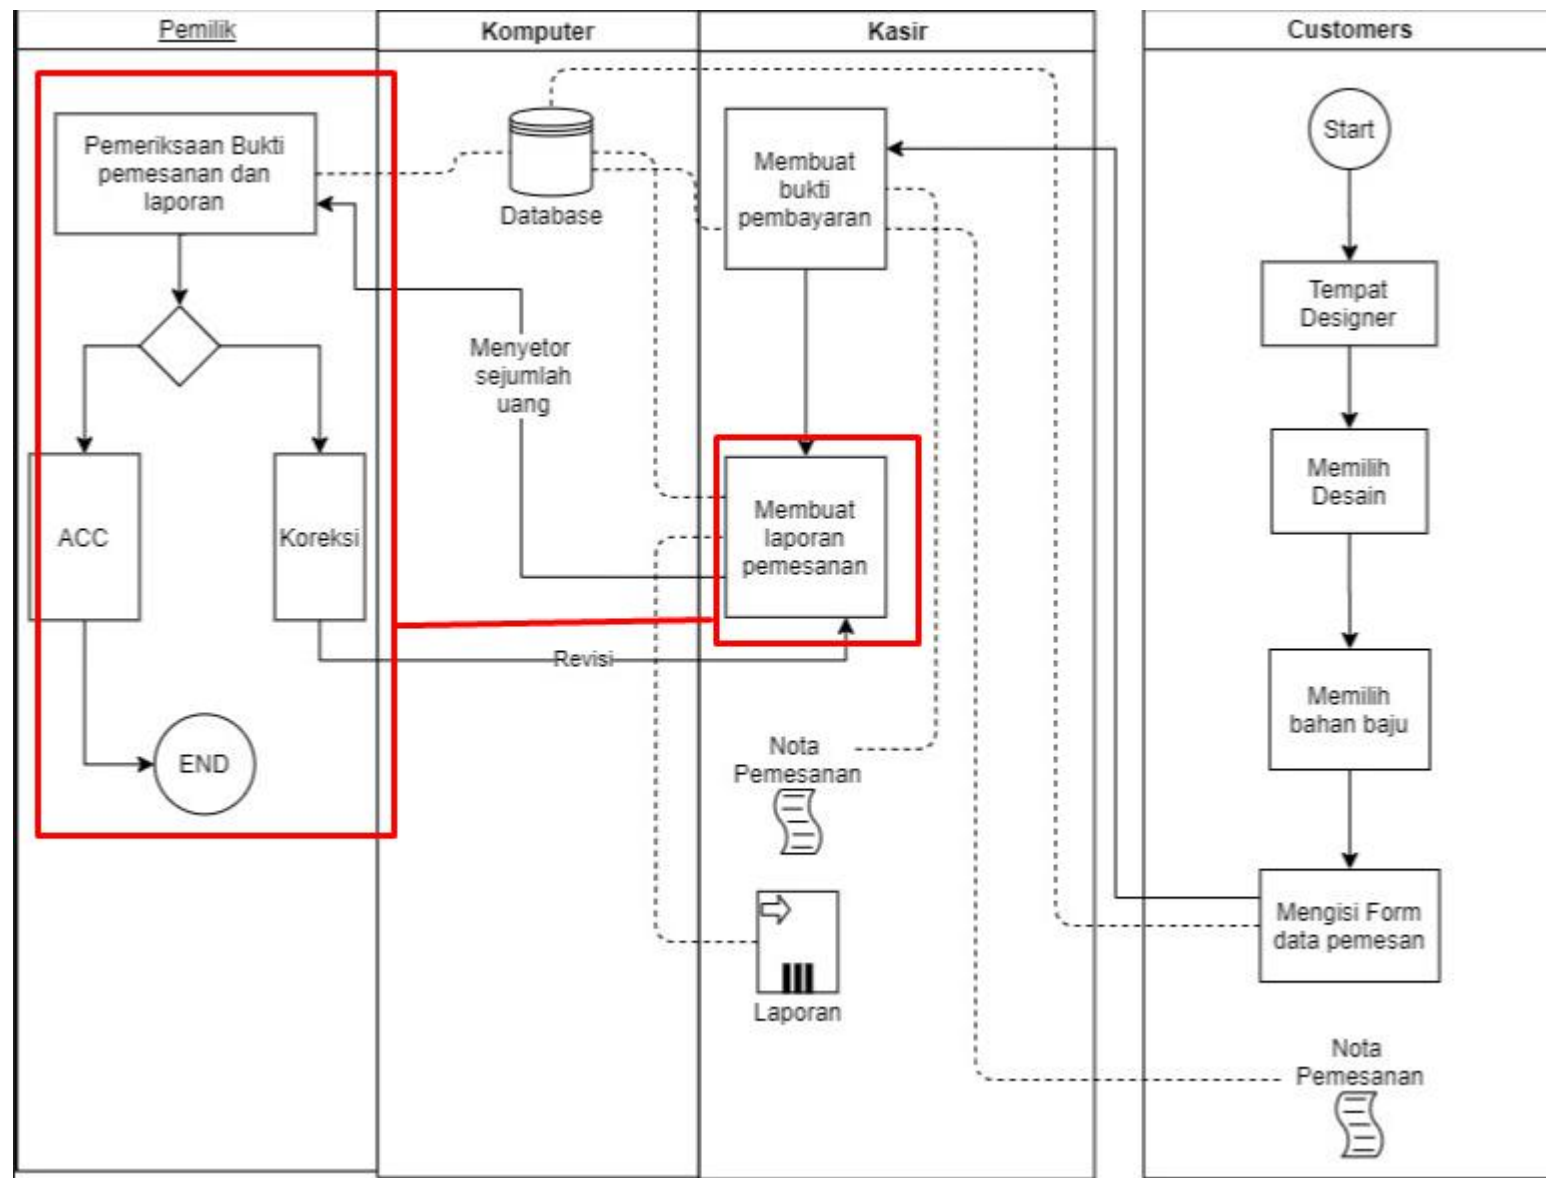 Pemilik
Komputer
Kasir
Customers
Pemeriksaan Bukti
pemesanan dan
laporan
ACC
Koreksi
END
Database
Menyetor
sejumlah
uang
Revisi
Membuat
bukti
pembayaran
Membuat
laporan
pemesanan
Nota
Pemesanan
Laporan
Start
Tempat
Designer
Memilih
Desain
Memilih
bahan baju
Mengisi Form
data pemesan
Nota
Pemesanan